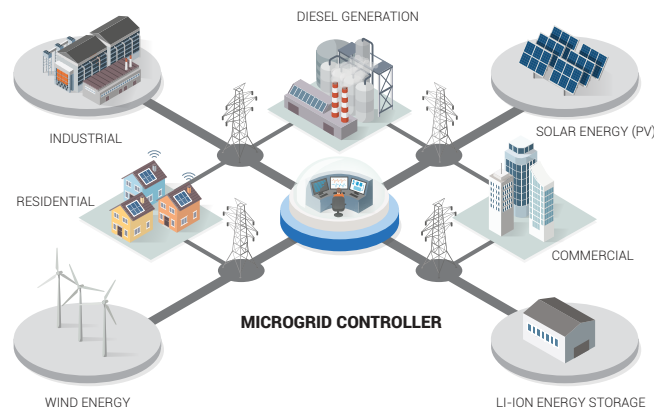 DIESEL GENERATION
INDUSTRIAL
SOLAR ENERGY (PV)
RESIDENTIAL
COMMERCIAL
MICROGRID CONTROLLER
WIND ENERGY
LI-ION ENERGY STORAGE